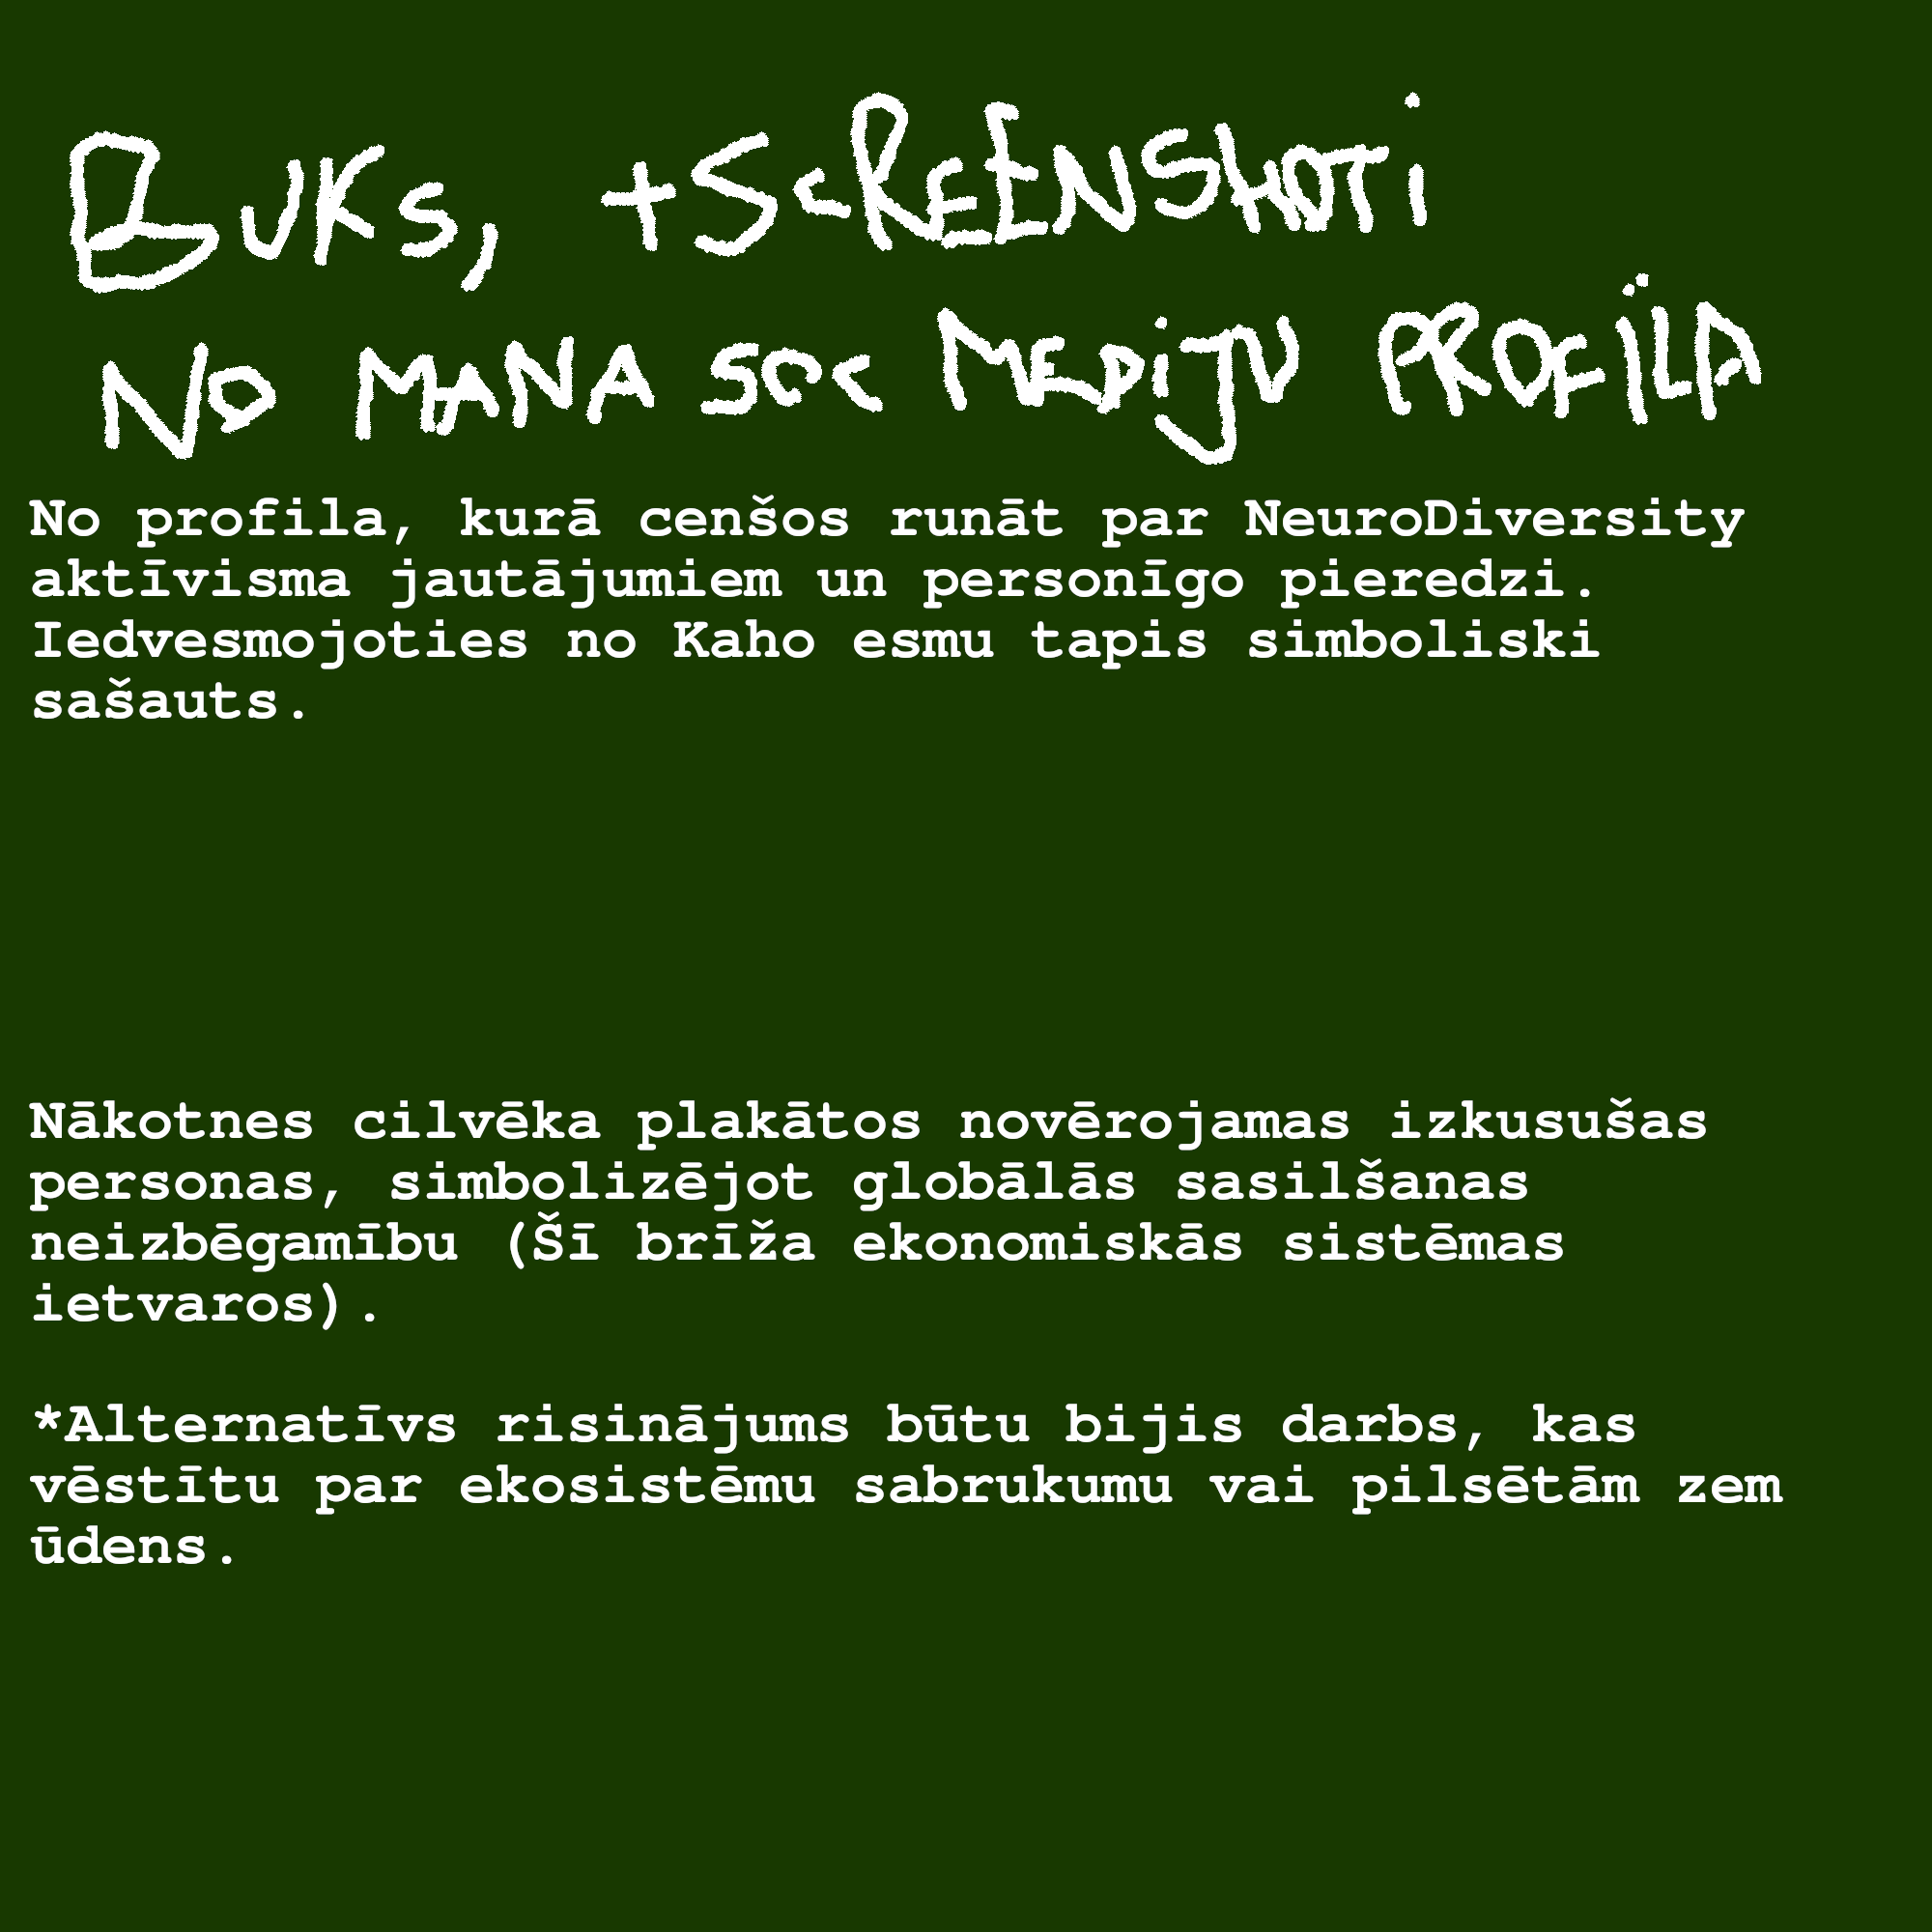 BUKS, +SCREENSHOTi
NO MANA SOC MEDiJU PROFiLA
No profila, kurā cenšos runāt par NeuroDiversity
aktīvisma jautājumiem un personīgo pieredzi.
Iedvesmojoties no Kaho esmu tapis simboliski
sašauts.
Nākotnes cilvēka plakātos novērojamas izkusušas
personas, simbolizējot globālās sasilšanas
neizbēgamību (Šī brīža ekonomiskās sistēmas
ietvaros).
*Alternatīvs risinājums būtu bijis darbs, kas
vēstītu par ekosistēmu sabrukumu vai pilsētām zem
ūdens.